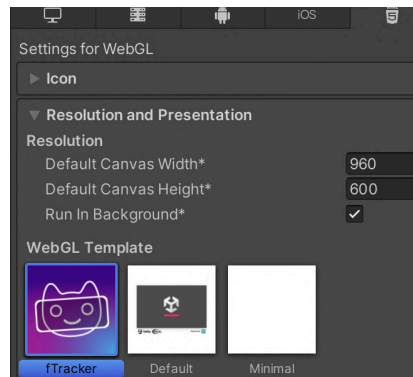 iOS
Settings for WebGL
Icon
Resolution and Presentation
Resolution
Default Canvas Width* 960
Default Canvas Height* 600
Run In Background*
WebGL Template
fTracker Default Minimal